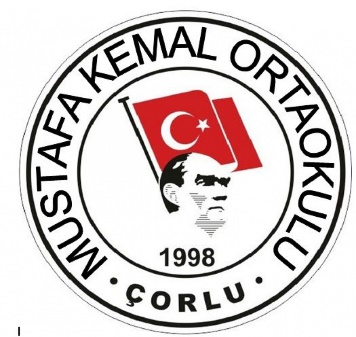 MUSTAFA KEMAL ORTAOKULU
1998
· ÇORLU ·